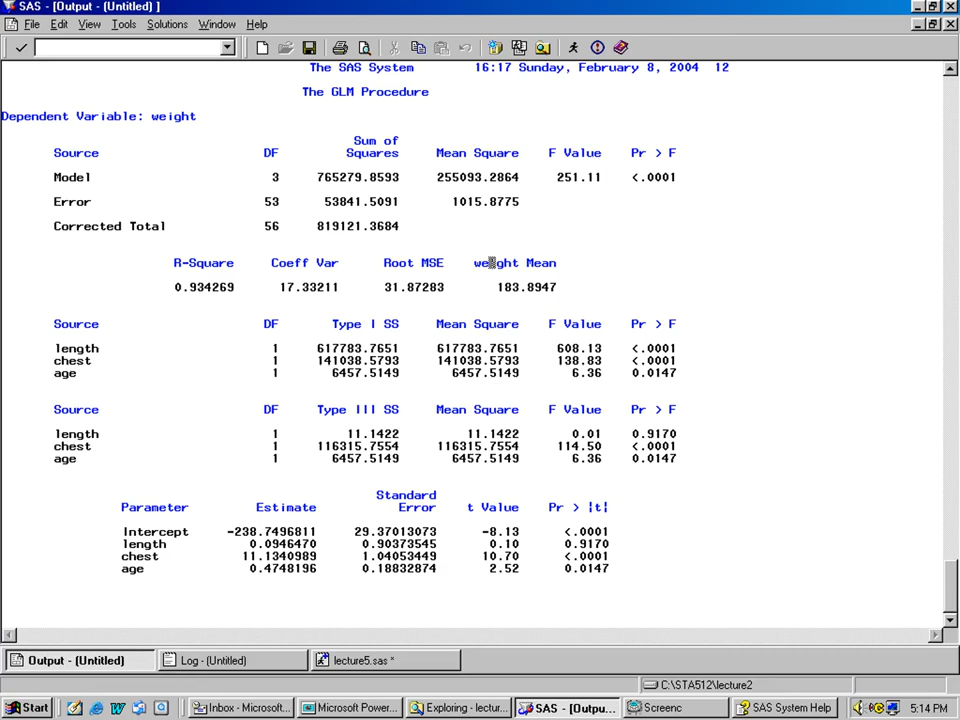 SAS - [Output - (Untitled) ]
File Edit View Tools Solutions Window Help
The SAS System 16:17 Sunday, February 8, 2004 12
The GLM Procedure
Dependent Variable: weight
Sum of
Source DF Squares Mean Square F Value Pr > F
Model 3 765279.8593 255093.2864 251.11 <.0001
Error 53 53841.5091 1015.8775
Corrected Total 56 819121.3684
R-Square Coeff Var Root MSE weight Mean
0.934269 17.33211 31.87283 183.8947
Source DF Type I SS Mean Square F Value Pr > F
length 1 617783.7651 617783.7651 608.13 <.0001
chest 1 141038.5793 141038.5793 138.83 <.0001
age 1 6457.5149 6457.5149 6.36 0.0147
Source DF Type III SS Mean Square F Value Pr > F
length 1 11.1422 11.1422 0.01 0.9170
chest 1 116315.7554 116315.7554 114.50 <.0001
age 1 6457.5149 6457.5149 6.36 0.0147
Standard
Parameter Estimate Error t Value Pr > |t|
Intercept -238.7496811 29.37013073 -8.13 <.0001
length 0.0946470 0.90373545 0.10 0.9170
chest 11.1340989 1.04053449 10.70 <.0001
age 0.4748196 0.18832874 2.52 0.0147
Output - (Untitled) Log - (Untitled) lecture5.sas *
C:\STA512\lecture2
Start Inbox - Microsoft... Microsoft Power... Exploring - lectur... SAS - [Outpu... Screenc SAS System Help 5:14 PM